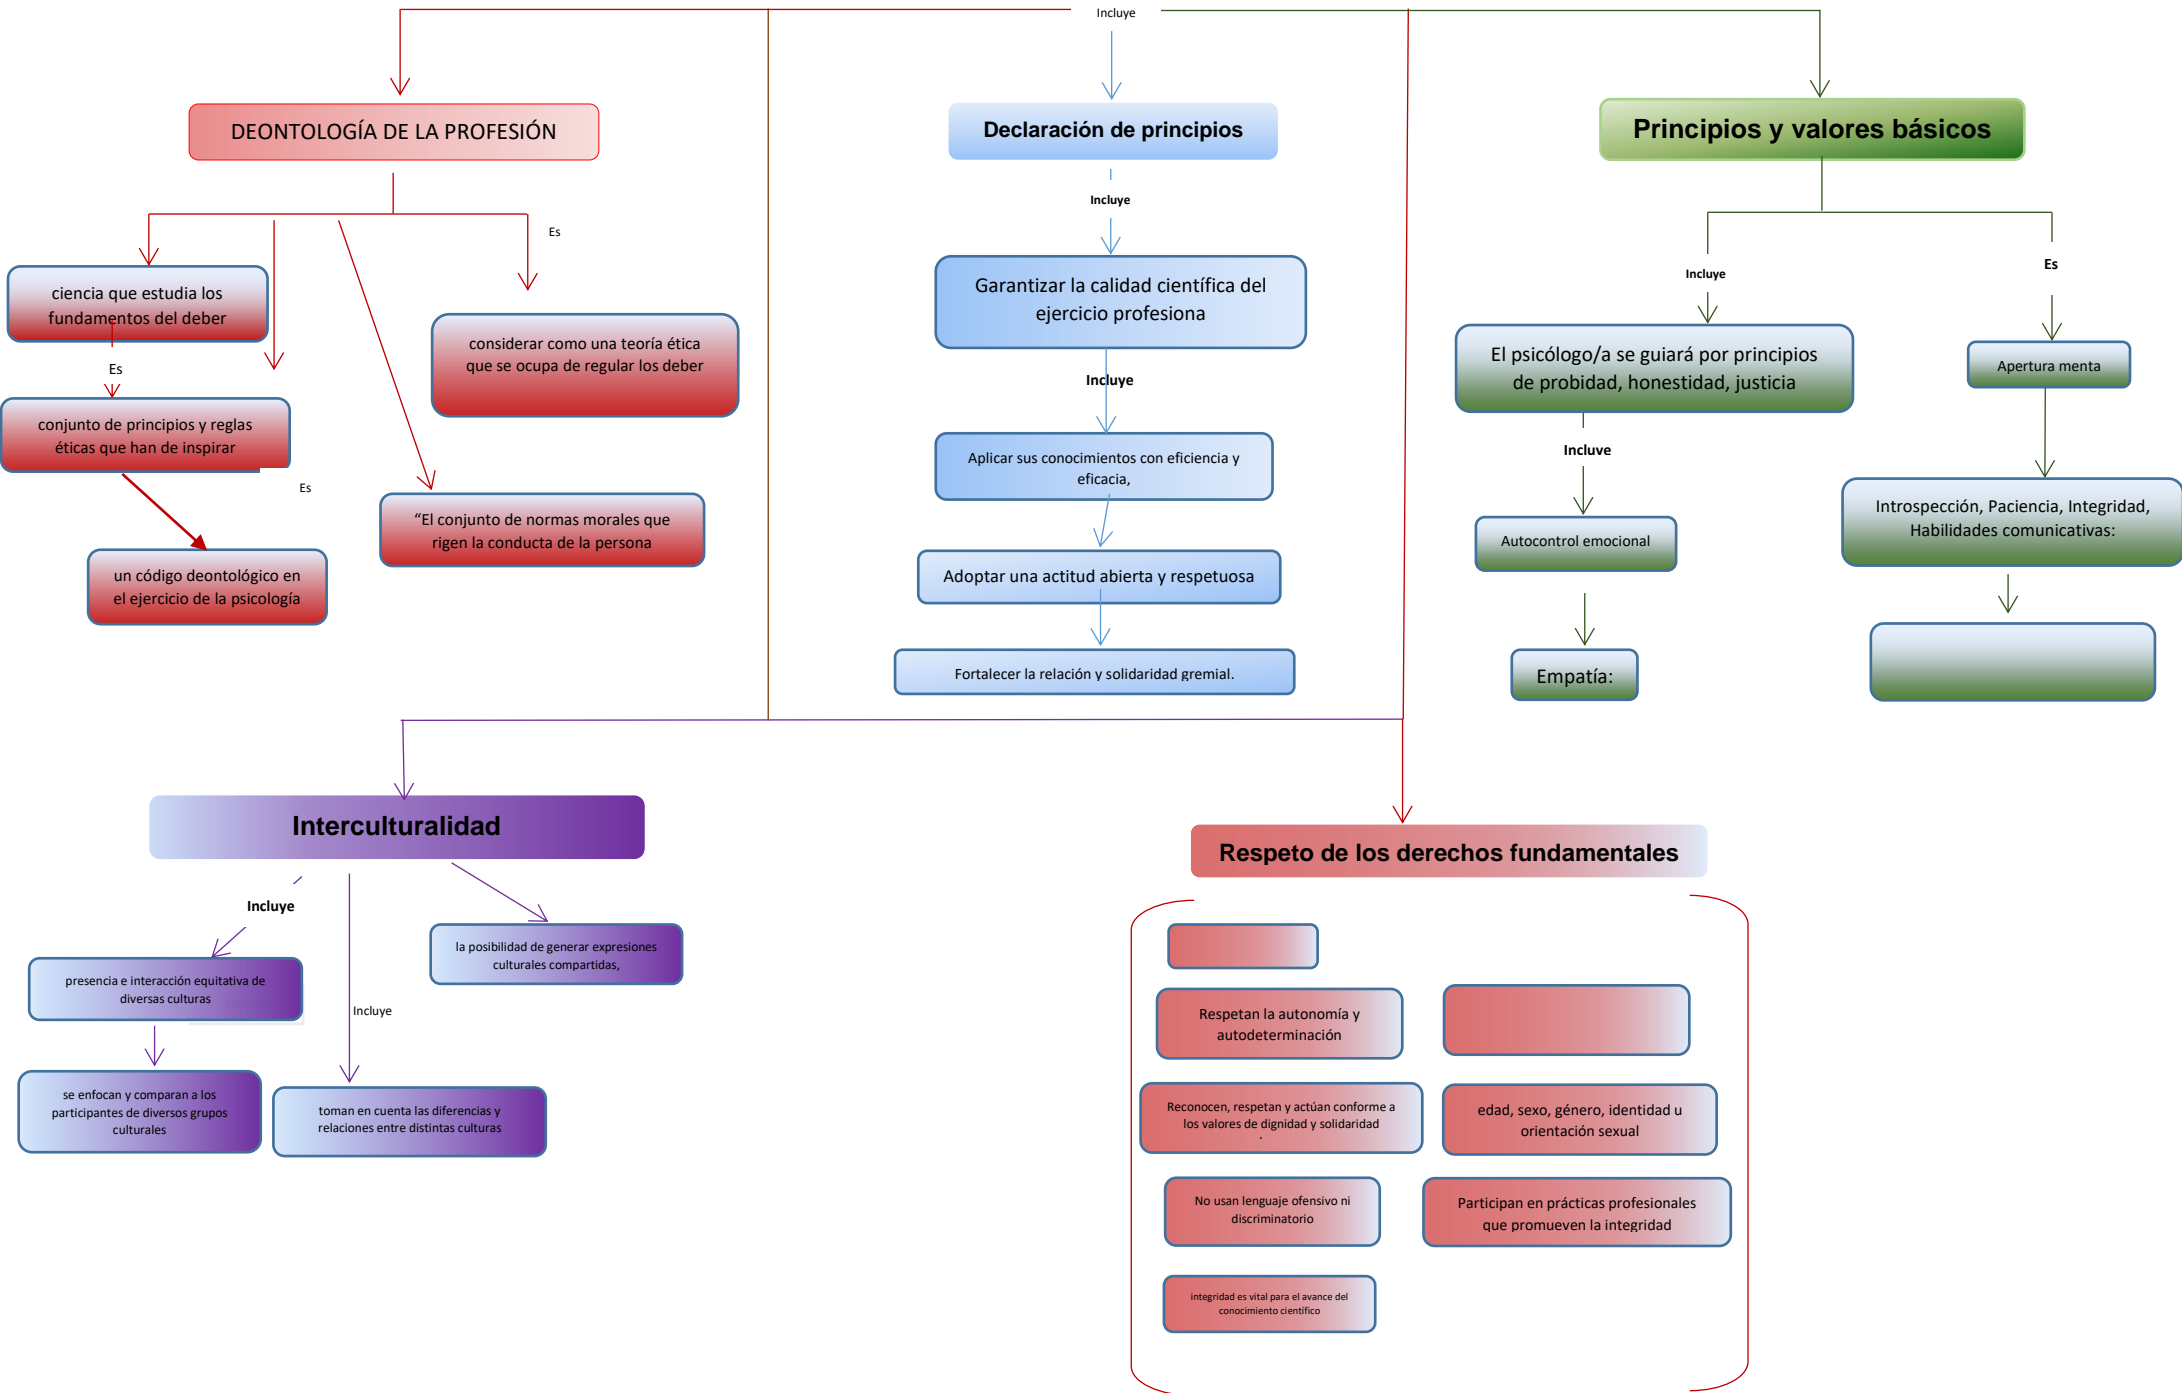 Incluye
DEONTOLOGÍA DE LA PROFESIÓN
Es
ciencia que estudia los
fundamentos del deber
Es
conjunto de principios y reglas
éticas que han de inspirar
Es
un código deontológico en
el ejercicio de la psicología
considerar como una teoría ética
que se ocupa de regular los deber
“El conjunto de normas morales que
rigen la conducta de la persona
Declaración de principios
Incluye
Garantizar la calidad científica del
ejercicio profesiona
Incluye
Aplicar sus conocimientos con eficiencia y
eficacia,
Adoptar una actitud abierta y respetuosa
Fortalecer la relación y solidaridad gremial.
Principios y valores básicos
Incluye
El psicólogo/a se guiará por principios
de probidad, honestidad, justicia
Incluye
Autocontrol emocional
Empatía:
Es
Apertura menta
Introspección, Paciencia, Integridad,
Habilidades comunicativas:
Interculturalidad
Incluye
presencia e interacción equitativa de
diversas culturas
se enfocan y comparan a los
participantes de diversos grupos
culturales
Incluye
toman en cuenta las diferencias y
relaciones entre distintas culturas
la posibilidad de generar expresiones
culturales compartidas,
Respeto de los derechos fundamentales
Respetan la autonomía y
autodeterminación
Reconocen, respetan y actúan conforme a
los valores de dignidad y solidaridad
edad, sexo, género, identidad u
orientación sexual
No usan lenguaje ofensivo ni
discriminatorio
Participan en prácticas profesionales
que promueven la integridad
integridad es vital para el avance del
conocimiento científico